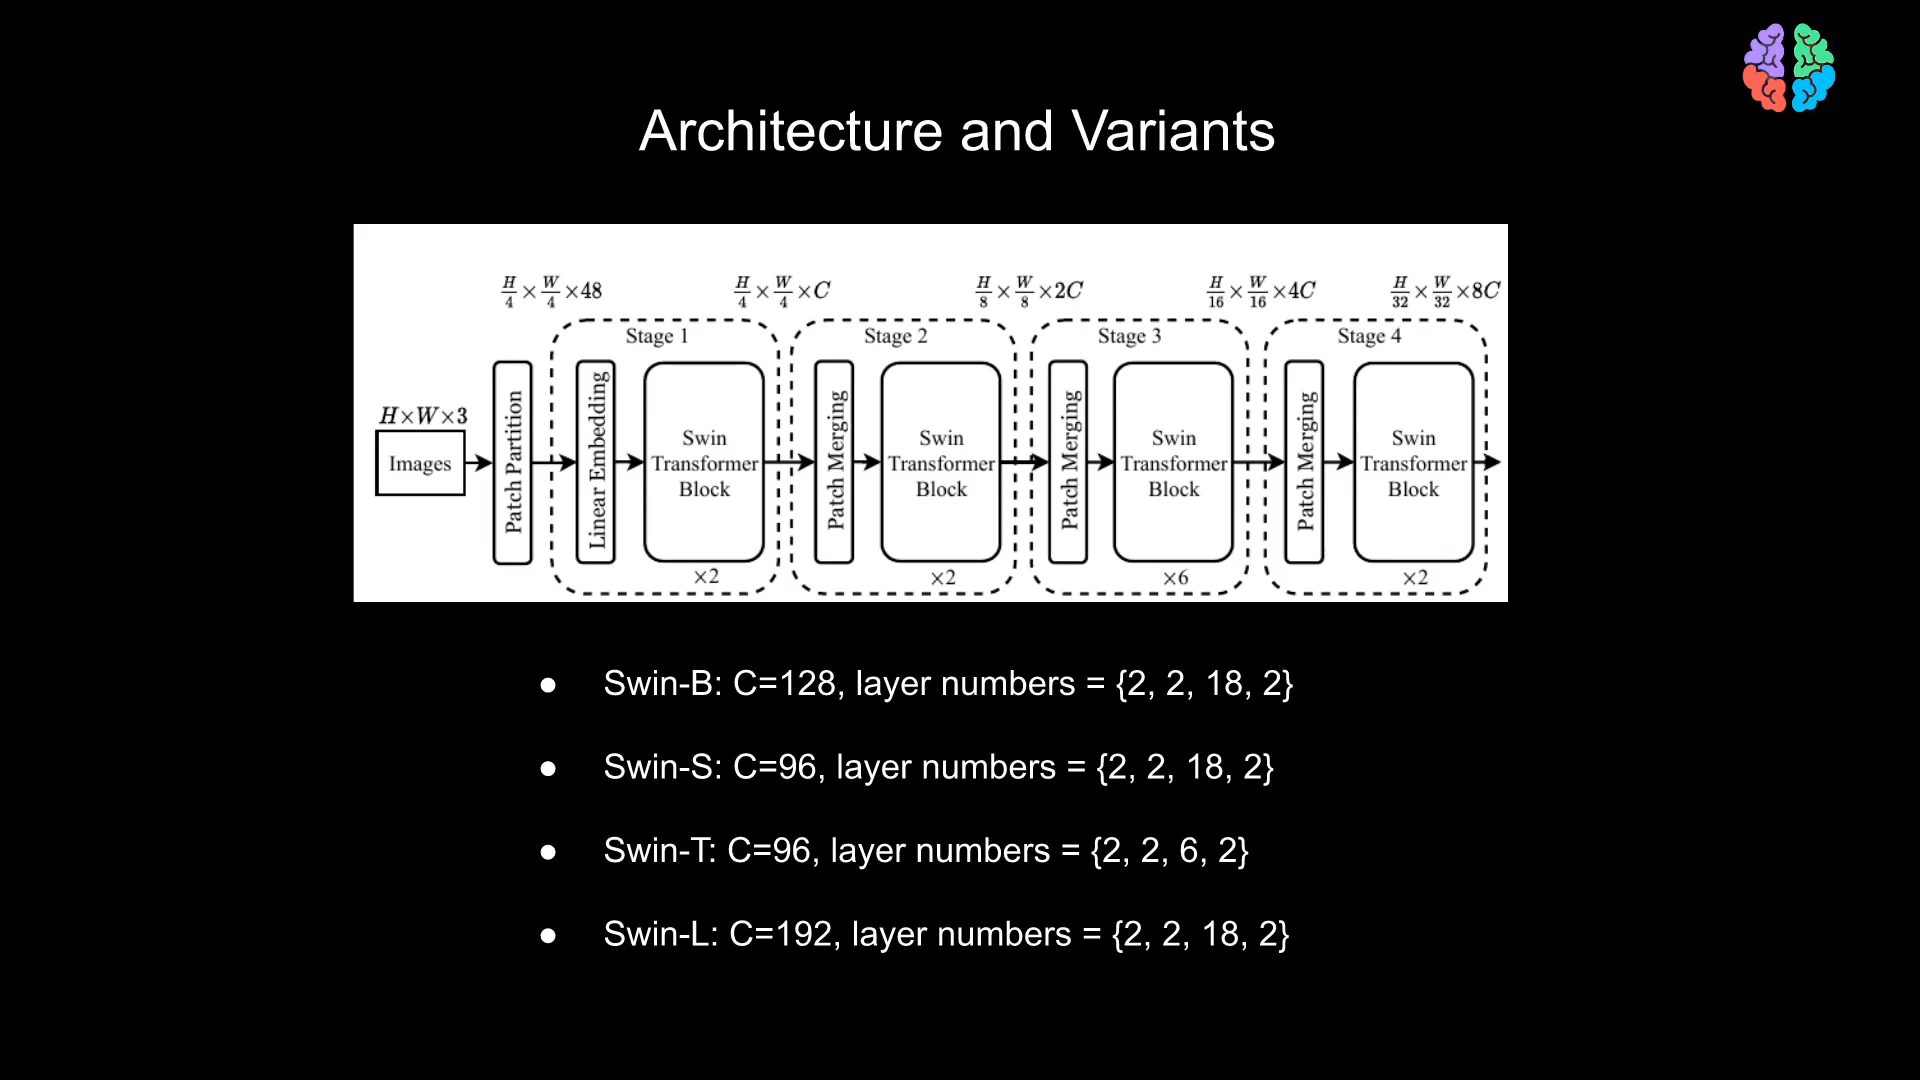 Architecture and Variants
H/4 × W/4 × 48
H/4 × W/4 × C
H/8 × W/8 × 2C
H/16 × W/16 × 4C
H/32 × W/32 × 8C
Stage 1
Stage 2
Stage 3
Stage 4
H×W×3
Images
Patch Partition
Linear Embedding
Swin
Transformer
Block
×2
Patch Merging
Swin
Transformer
Block
×2
Patch Merging
Swin
Transformer
Block
×6
Patch Merging
Swin
Transformer
Block
×2
● Swin-B: C=128, layer numbers = {2, 2, 18, 2}
● Swin-S: C=96, layer numbers = {2, 2, 18, 2}
● Swin-T: C=96, layer numbers = {2, 2, 6, 2}
● Swin-L: C=192, layer numbers = {2, 2, 18, 2}